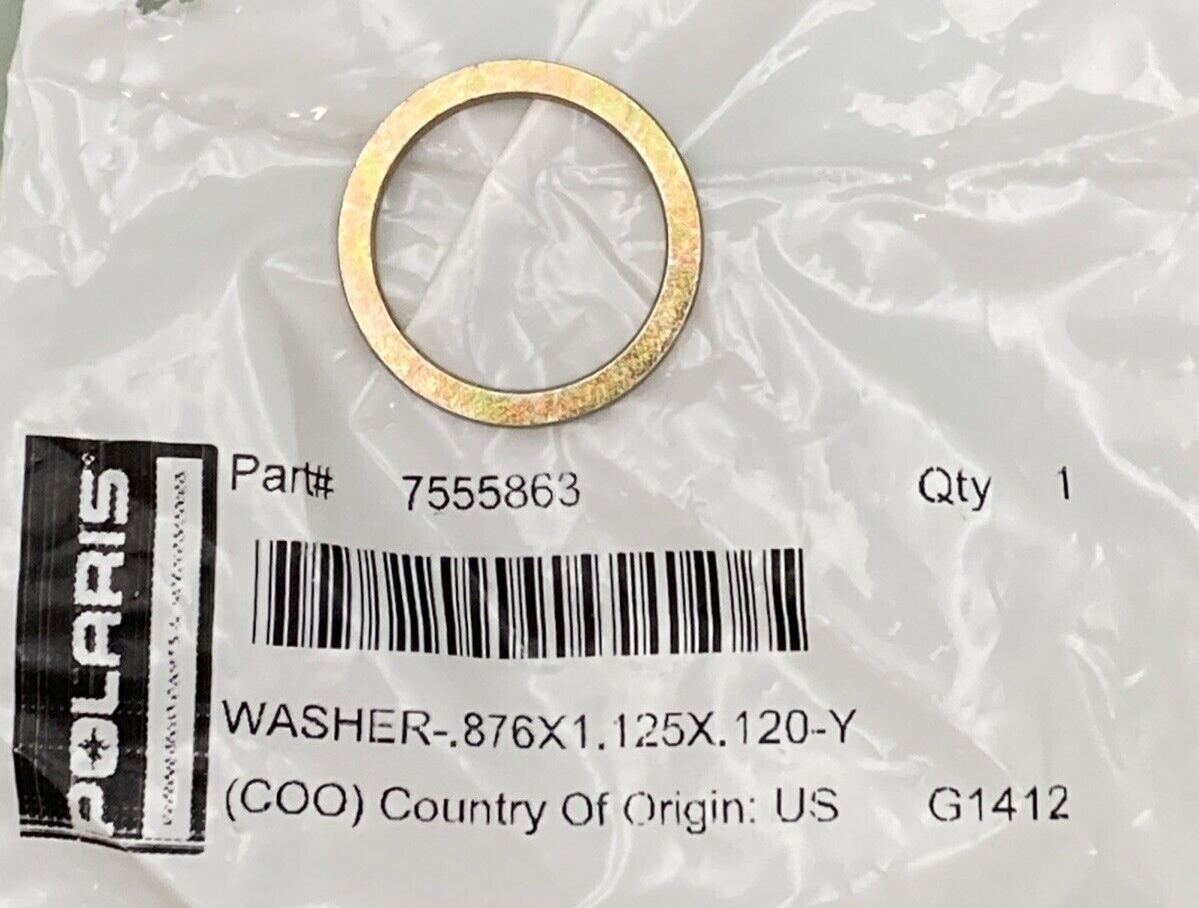 POLARIS
Part# 7555863 Qty 1
WASHER-.876X1.125X.120-Y
(COO) Country Of Origin: US G1412